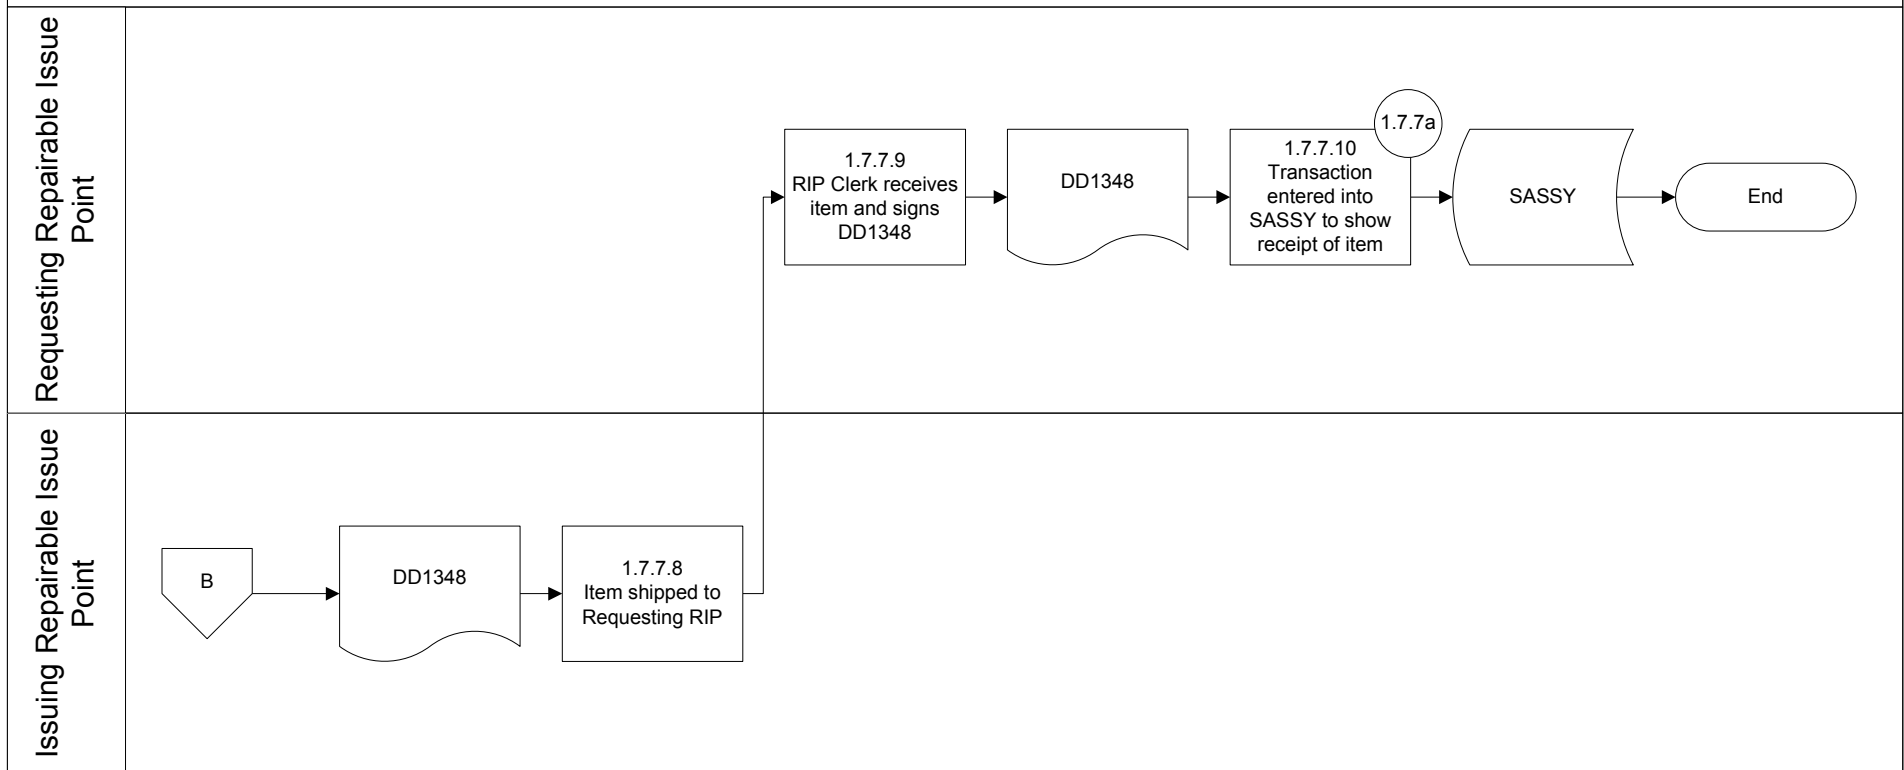 Requesting Repairable Issue
Point
1.7.7.9
RIP Clerk receives
item and signs
DD1348
DD1348
1.7.7a
1.7.7.10
Transaction
entered into
SASSY to show
receipt of item
SASSY
End
Issuing Repairable Issue
Point
B
DD1348
1.7.7.8
Item shipped to
Requesting RIP